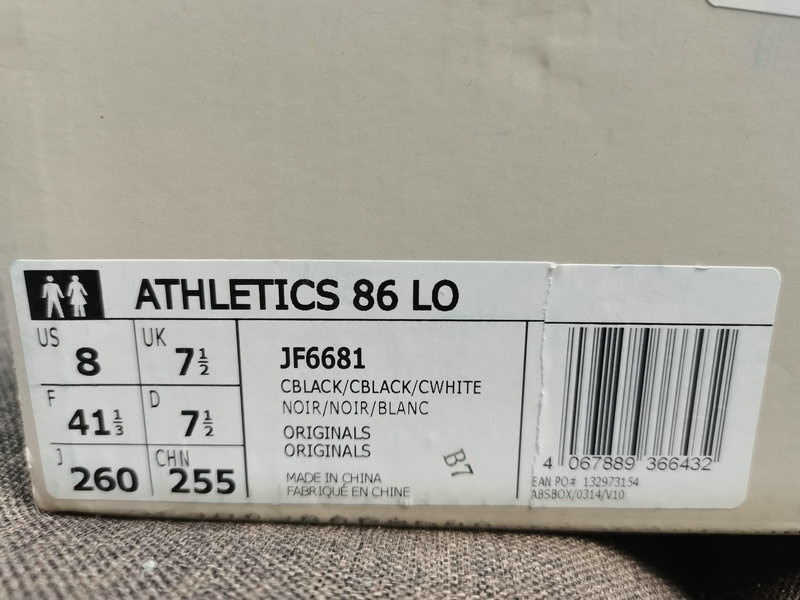 ATHLETICS 86 LO
US 8 UK 7½
F 41⅓ D 7½
J 260 CHN 255
JF6681
CBLACK/CBLACK/CWHITE
NOIR/NOIR/BLANC
ORIGINALS
ORIGINALS
MADE IN CHINA
FABRIQUÉ EN CHINE
B7
4 067889 366432
EAN PO# 132973154
ABSBOX/0314/V10